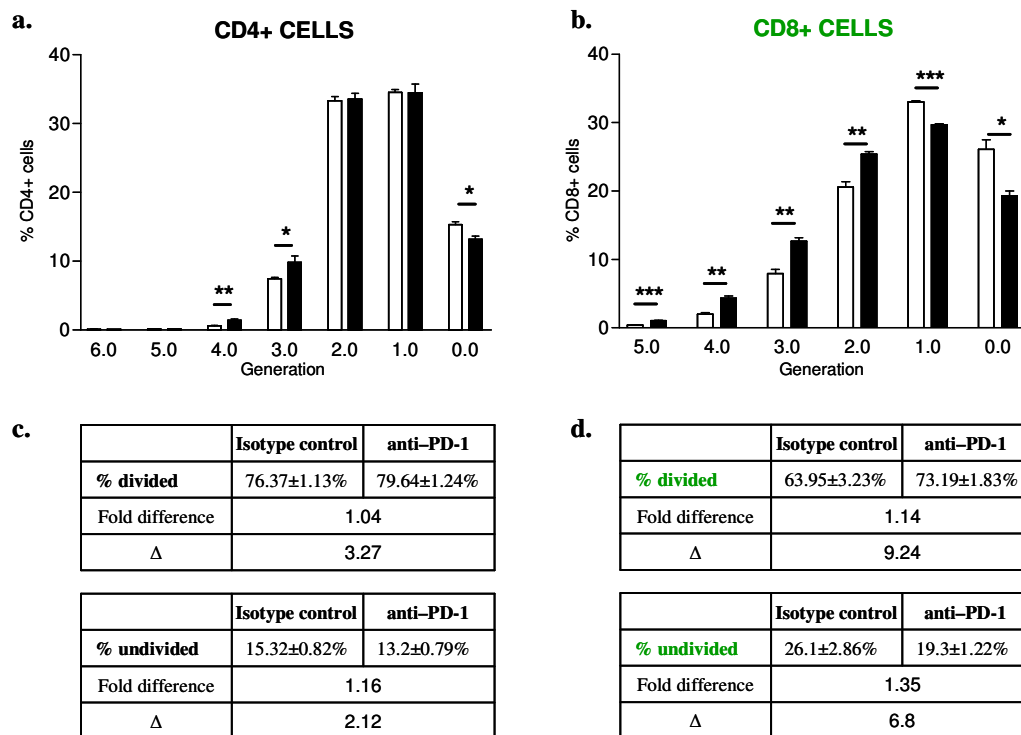 a.
CD4+ CELLS
% CD4+ cells
40
30
20
10
0
**
*
*
6.0 5.0 4.0 3.0 2.0 1.0 0.0
Generation
b.
CD8+ CELLS
% CD8+ cells
40
30
20
10
0
***
**
**
**
***
*
5.0 4.0 3.0 2.0 1.0 0.0
Generation
c.
Isotype control anti–PD-1
% divided 76.37±1.13% 79.64±1.24%
Fold difference 1.04
Δ 3.27
Isotype control anti–PD-1
% undivided 15.32±0.82% 13.2±0.79%
Fold difference 1.16
Δ 2.12
d.
Isotype control anti–PD-1
% divided 63.95±3.23% 73.19±1.83%
Fold difference 1.14
Δ 9.24
Isotype control anti–PD-1
% undivided 26.1±2.86% 19.3±1.22%
Fold difference 1.35
Δ 6.8